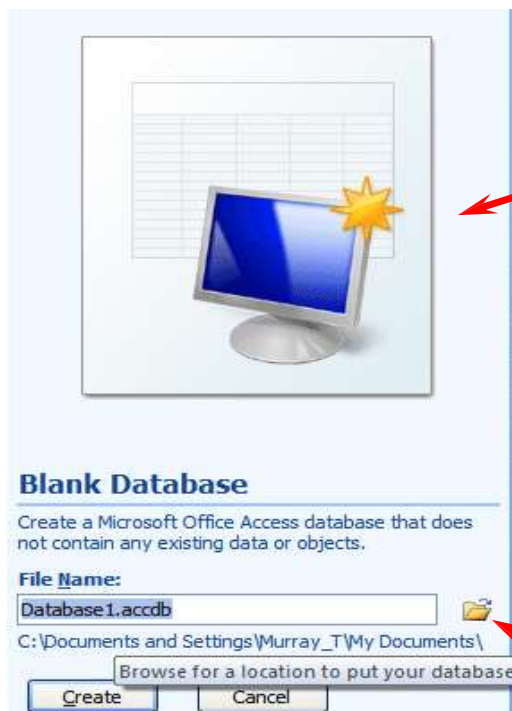 Blank Database
Create a Microsoft Office Access database that does
not contain any existing data or objects.
File Name:
Database1.accdb
C:\Documents and Settings\Murray_T\My Documents\
Browse for a location to put your database
Create
Cancel